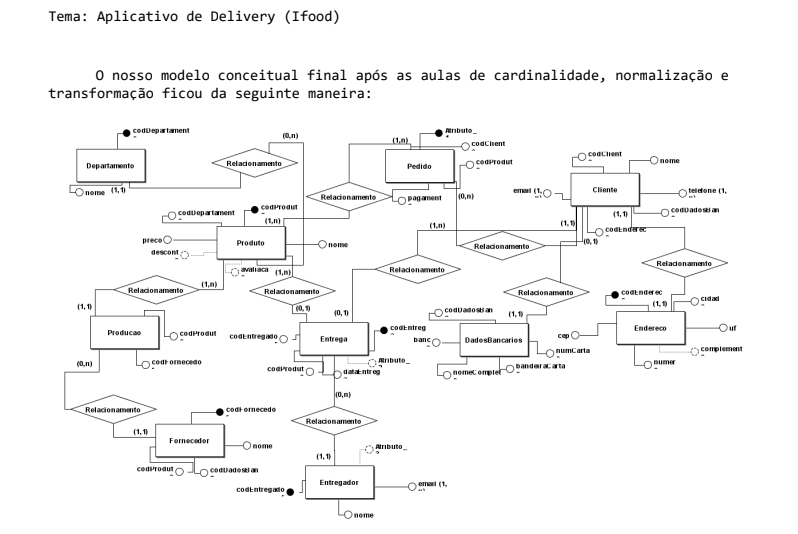 Tema: Aplicativo de Delivery (Ifood)
O nosso modelo conceitual final após as aulas de cardinalidade, normalização e
transformação ficou da seguinte maneira:
codDepartament
Departamento
nome
(1,1)
Relacionamento
(0,n)
(1,n)
Atributo_
codClient
codProdut
Pedido
pagament
(0,n)
Relacionamento
codClient
nome
Cliente
email (1,
telefone (1,
codDadosBan
codEnderec
(1,1)
(1,1)
(0,1)
codDepartament
codProdut
(1,n)
Produto
preco
descont
nome
avaliaca
(1,n)
(1,n)
Relacionamento
Relacionamento
(1,n)
Relacionamento
Relacionamento
Relacionamento
Relacionamento
(1,1)
Producao
codProdut
codFornecedo
(0,n)
(0,1)
(0,1)
Entrega
codEntregado
codEntreg
Atributo_
codProdut
dataEntreg
(0,n)
codDadosBan
(1,1)
DadosBancarios
banc
numCarta
bandeiraCarta
nomeComplet
codEnderec
(1,1)
cidad
Endereco
cep
uf
complement
numer
Relacionamento
(1,1)
codFornecedo
Fornecedor
nome
codProdut
codDadosBan
Relacionamento
(1,1)
Atributo_
Entregador
codEntregado
email (1,
nome